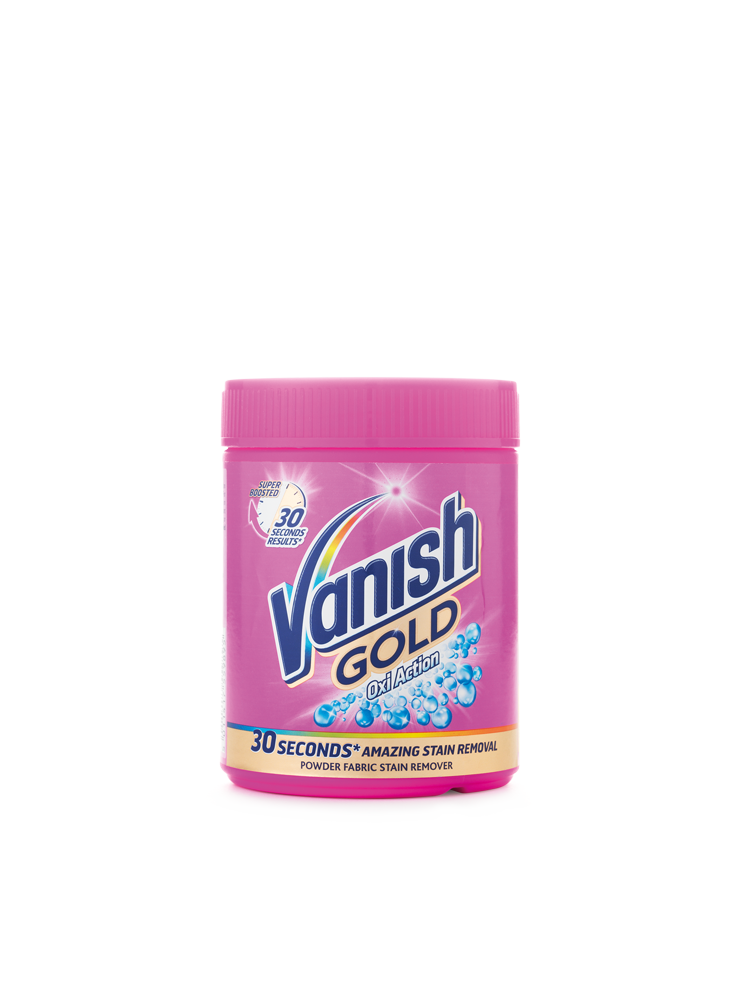 SUPER
BOOSTED
30
SECONDS
RESULTS*
Vanish
GOLD
Oxi Action
30 SECONDS* AMAZING STAIN REMOVAL
POWDER FABRIC STAIN REMOVER